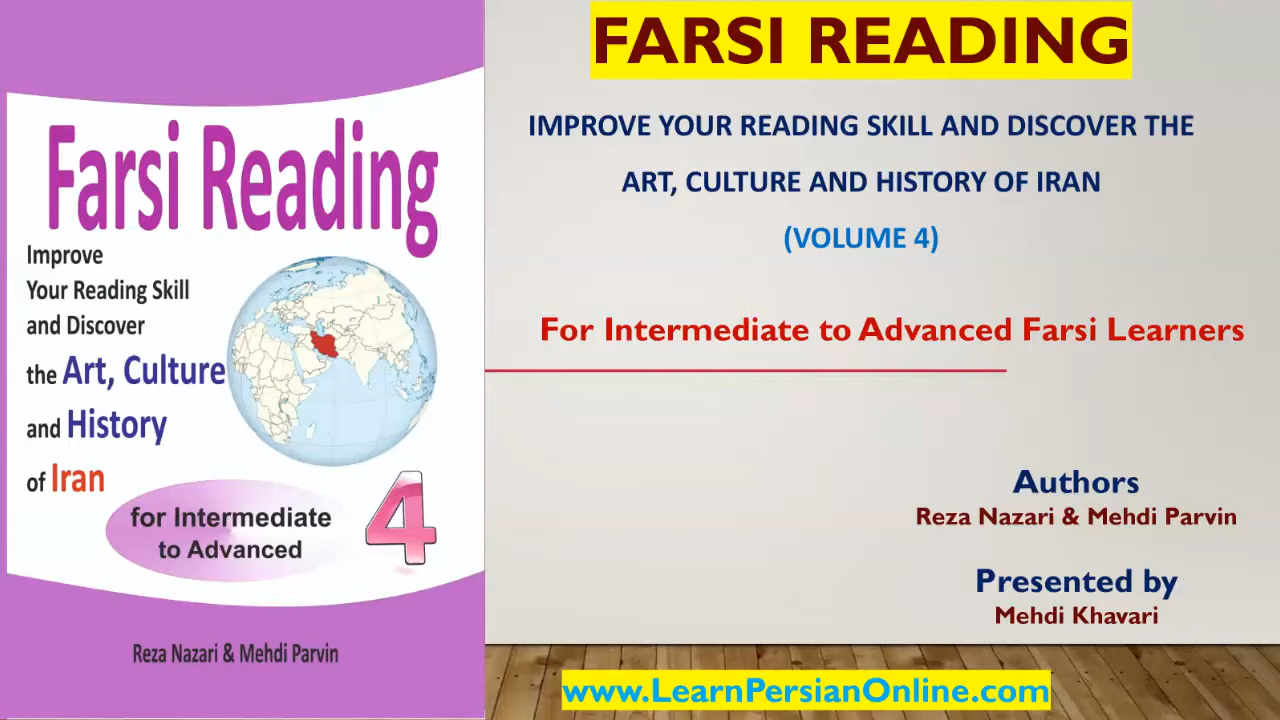 Farsi Reading
Improve
Your Reading Skill
and Discover
the Art, Culture
and History
of Iran
for Intermediate
to Advanced
4
Reza Nazari & Mehdi Parvin
FARSI READING
IMPROVE YOUR READING SKILL AND DISCOVER THE
ART, CULTURE AND HISTORY OF IRAN
(VOLUME 4)
For Intermediate to Advanced Farsi Learners
Authors
Reza Nazari & Mehdi Parvin
Presented by
Mehdi Khavari
www.LearnPersianOnline.com